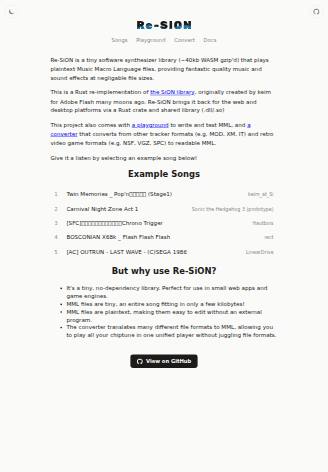 Re-SION
Songs Playground Convert Docs
Re-SION is a tiny software synthesizer library (~40kb WASM gzip'd) that plays
plaintext Music Macro Language files, providing fantastic quality music and
sound effects at negligible file sizes.
This is a Rust re-implementation of the SiON library, originally created by keim
for Adobe Flash many moons ago. Re-SION brings it back for the web and
desktop platforms via a Rust crate and shared library (.dll/.so)
This project also comes with a playground to write and test MML, and a
converter that converts from other tracker formats (e.g. MOD, XM, IT) and retro
video game formats (e.g. NSF, VGZ, SPC) to readable MML.
Give it a listen by selecting an example song below!
Example Songs
1. Twin Memories _ Pop'n (Stage1) keim_at_Si
2. Carnival Night Zone Act 1 Sonic the Hedgehog 3 (prototype)
3. [SFC]Chrono Trigger
4. BOSCONIAN X68k _ Flash Flash Flash
5. [AC] OUTRUN - LAST WAVE - (C)SEGA 1986 LinearDrive
But why use Re-SiON?
• It's a tiny, no-dependency library. Perfect for use in small web apps and
game engines.
• MML files are tiny, an entire song fitting in only a few kilobytes!
• MML files are plaintext, making them easy to edit without an external
program.
• The converter translates many different file formats to MML, allowing you
to play all your chiptune in one unified player without juggling file formats.
View on GitHub